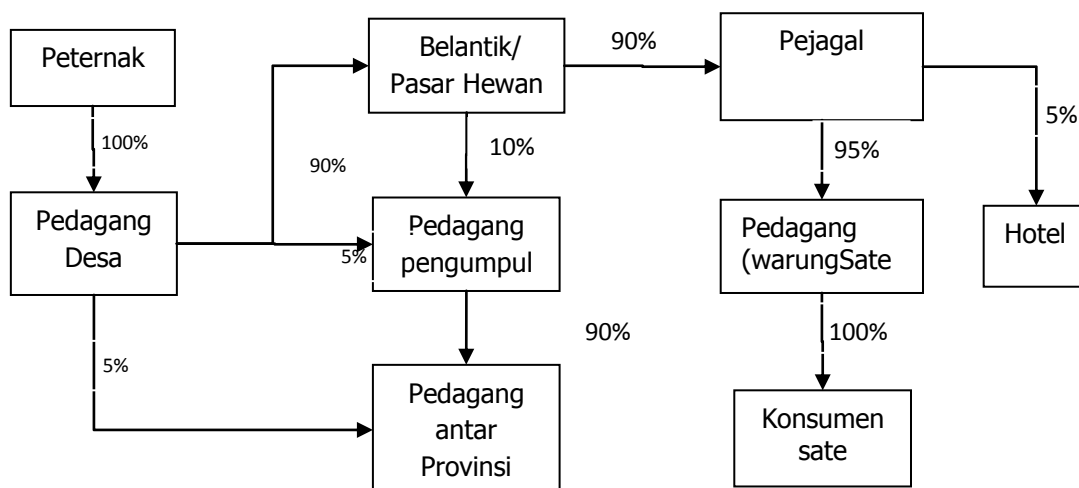 Peternak
100%
Pedagang
Desa
90%
5%
5%
Belantik/
Pasar Hewan
90%
10%
Pedagang
pengumpul
90%
Pedagang
antar
Provinsi
Pejagal
5%
95%
Pedagang
(warungSate
Hotel
100%
Konsumen
sate